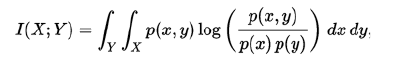 I(X;Y) = ∫_Y ∫_X p(x,y) log ( p(x,y) / p(x) p(y) ) dx dy,